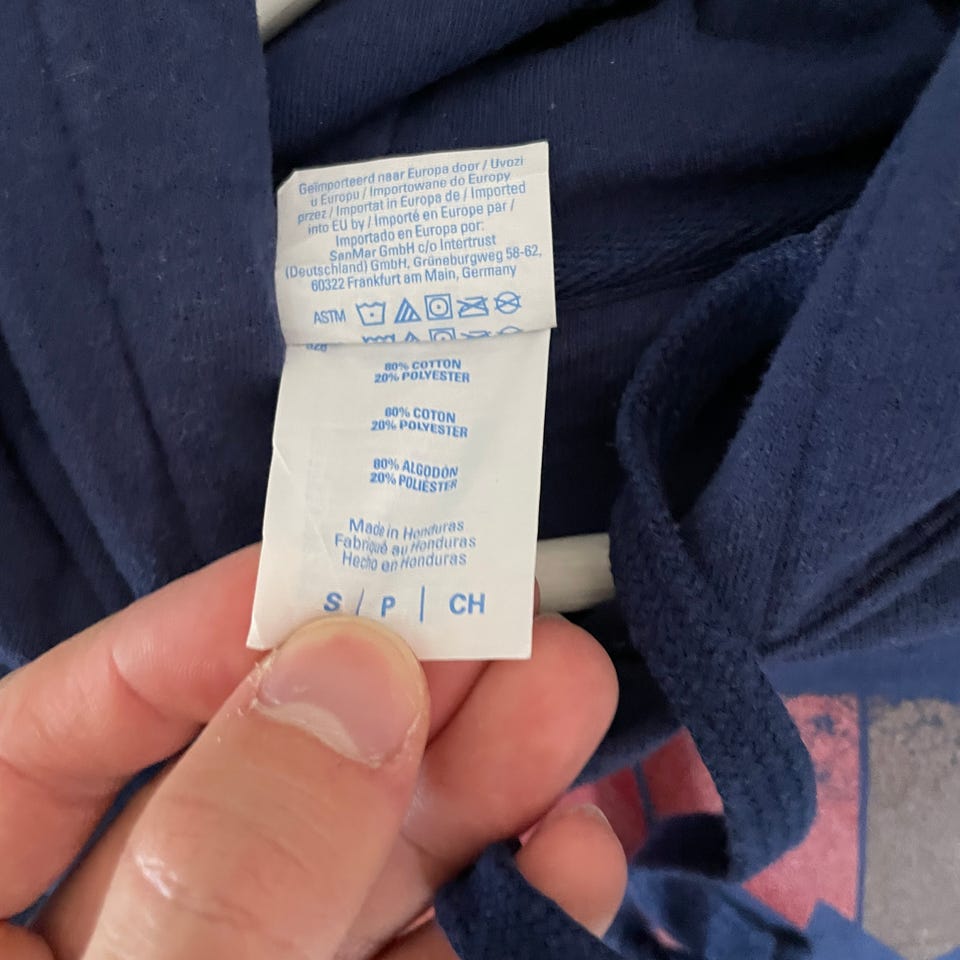 Geïmporteerd naar Europa door / Uvozi
u Europu / Importowane do Europy
przez / Importat in Europa de / Imported
into EU by / Importé en Europe par /
Importado en Europa por:
SanMar GmbH c/o Intertrust
(Deutschland) GmbH, Grüneburgweg 58-62,
60322 Frankfurt am Main, Germany
ASTM
80% COTTON
20% POLYESTER
80% COTON
20% POLYESTER
80% ALGODÓN
20% POLIÉSTER
Made in Honduras
Fabriqué au Honduras
Hecho en Honduras
S / P | CH